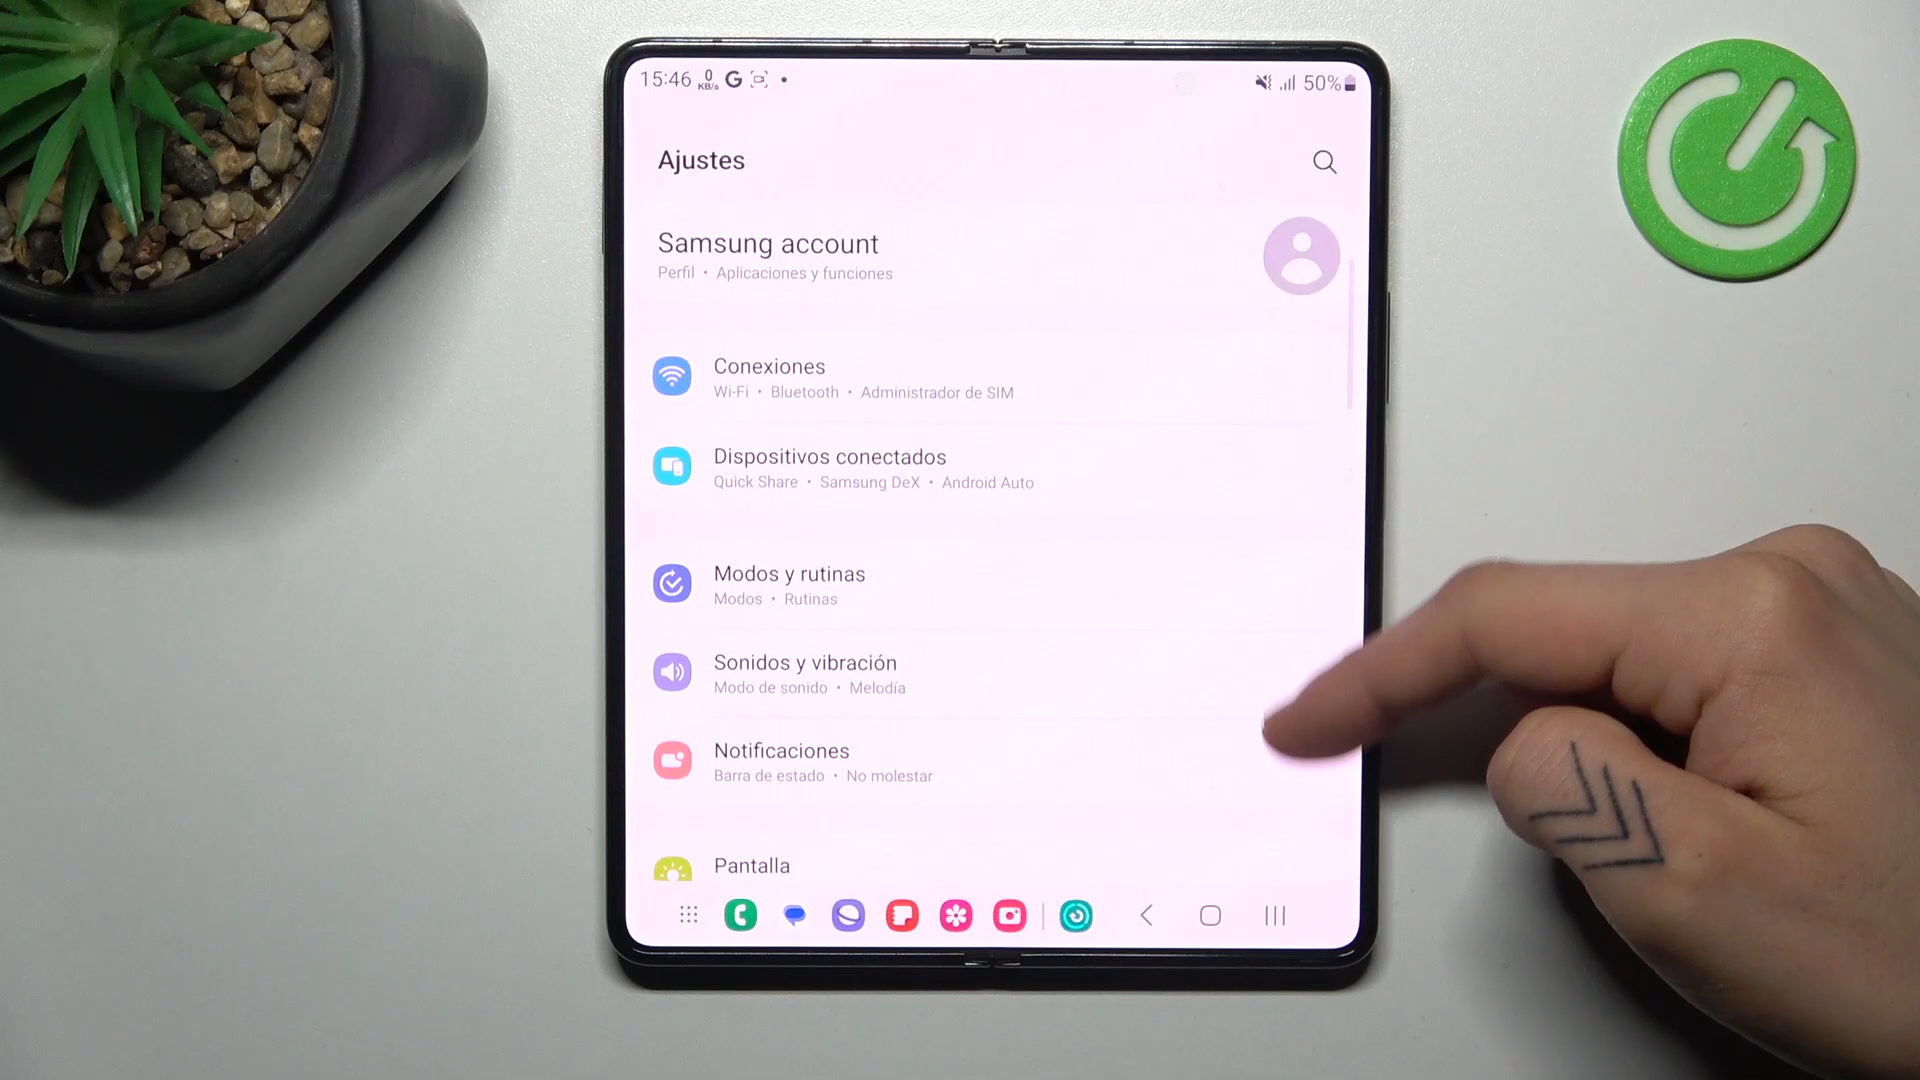 15:46 0 KB/s G 50%
Ajustes
Samsung account
Perfil • Aplicaciones y funciones
Conexiones
Wi-Fi • Bluetooth • Administrador de SIM
Dispositivos conectados
Quick Share • Samsung DeX • Android Auto
Modos y rutinas
Modos • Rutinas
Sonidos y vibración
Modo de sonido • Melodía
Notificaciones
Barra de estado • No molestar
Pantalla